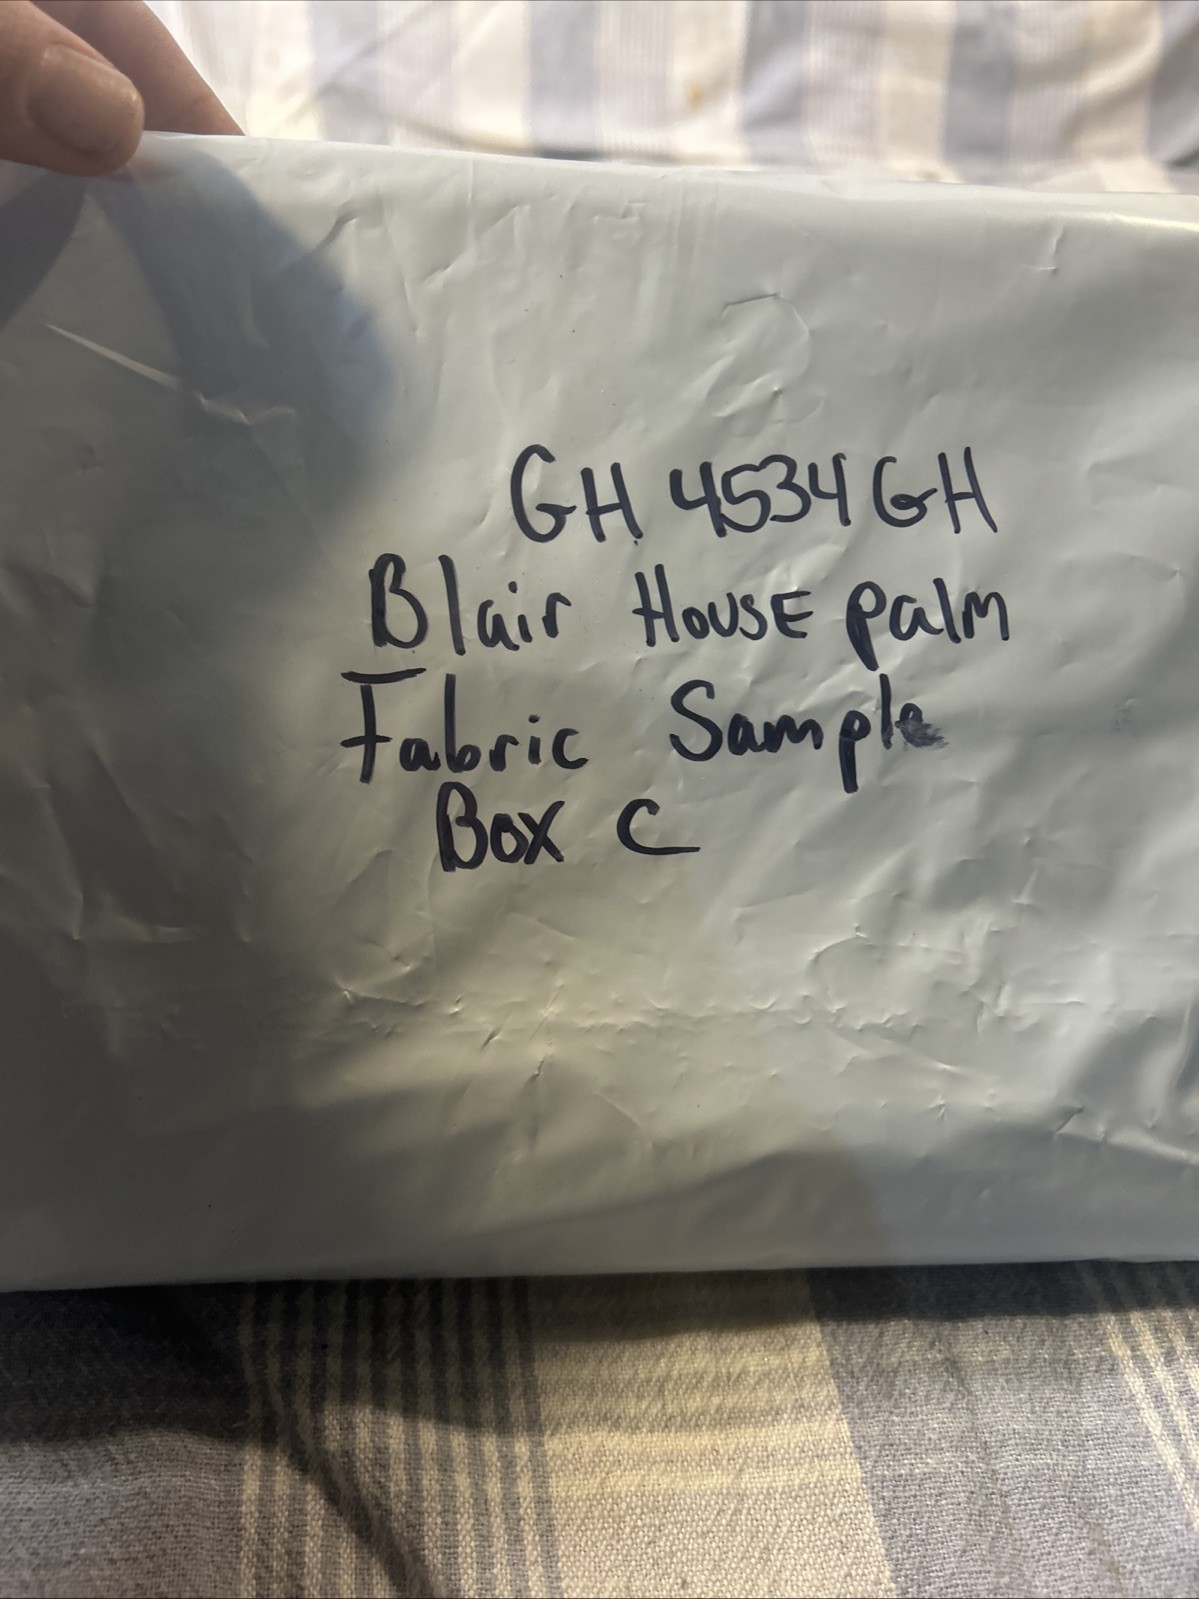 GH 4534 GH
Blair House palm
Fabric Sample
Box C